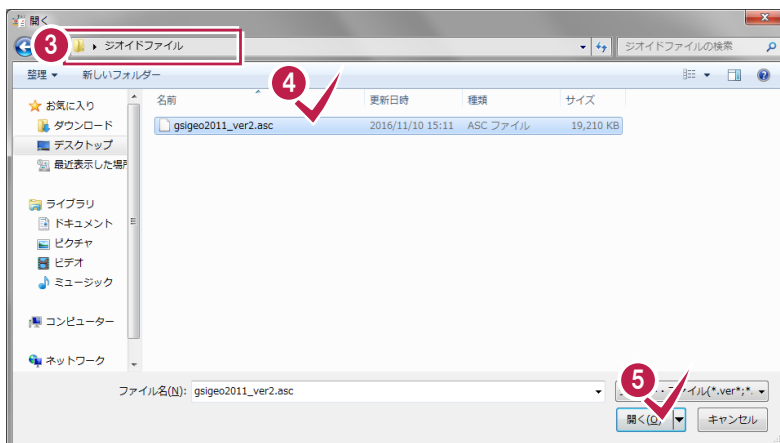 開く
3
ジオイドファイル
ジオイドファイルの検索
整理 新しいフォルダー
4
お気に入り
ダウンロード
デスクトップ
最近表示した場所
ライブラリ
ドキュメント
ピクチャ
ビデオ
ミュージック
コンピューター
ネットワーク
名前 更新日時 種類 サイズ
gsigeo2011_ver2.asc 2016/11/10 15:11 ASC ファイル 19,210 KB
5
ファイル名(N): gsigeo2011_ver2.asc
ファイル(*.ver*;*.
開く(O) キャンセル